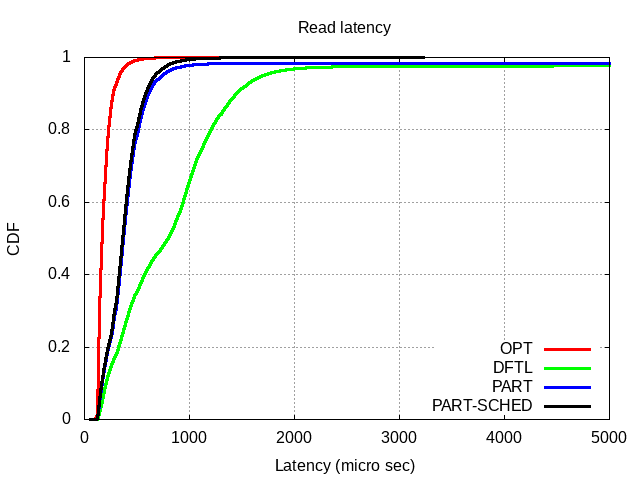 Read latency
1
0.8
0.6
0.4
0.2
0
CDF
OPT
DFTL
PART
PART-SCHED
0 1000 2000 3000 4000 5000
Latency (micro sec)